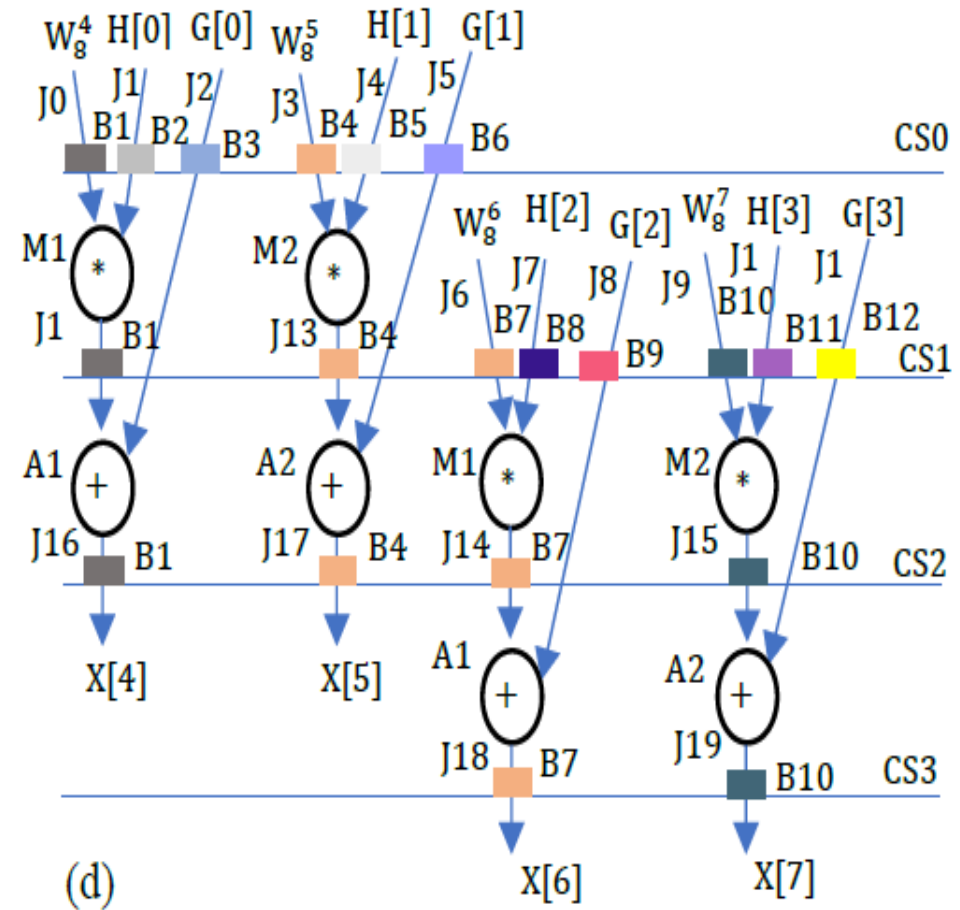 W₈⁴ H[0] G[0] W₈⁵ H[1] G[1]
J0 J1 J2 J3 J4 J5
B1 B2 B3 B4 B5 B6 CS0
M1 * M2 * W₈⁶ H[2] G[2] W₈⁷ H[3] G[3]
J6 J7 J8 J9 J1 J1
J1 B1 J13 B4 B7 B8 B9 B10 B11 B12 CS1
A1 + A2 + M1 * M2 *
J16 B1 J17 B4 J14 B7 J15 B10 CS2
X[4] X[5] A1 + A2 +
J18 B7 J19 B10 CS3
(d) X[6] X[7]